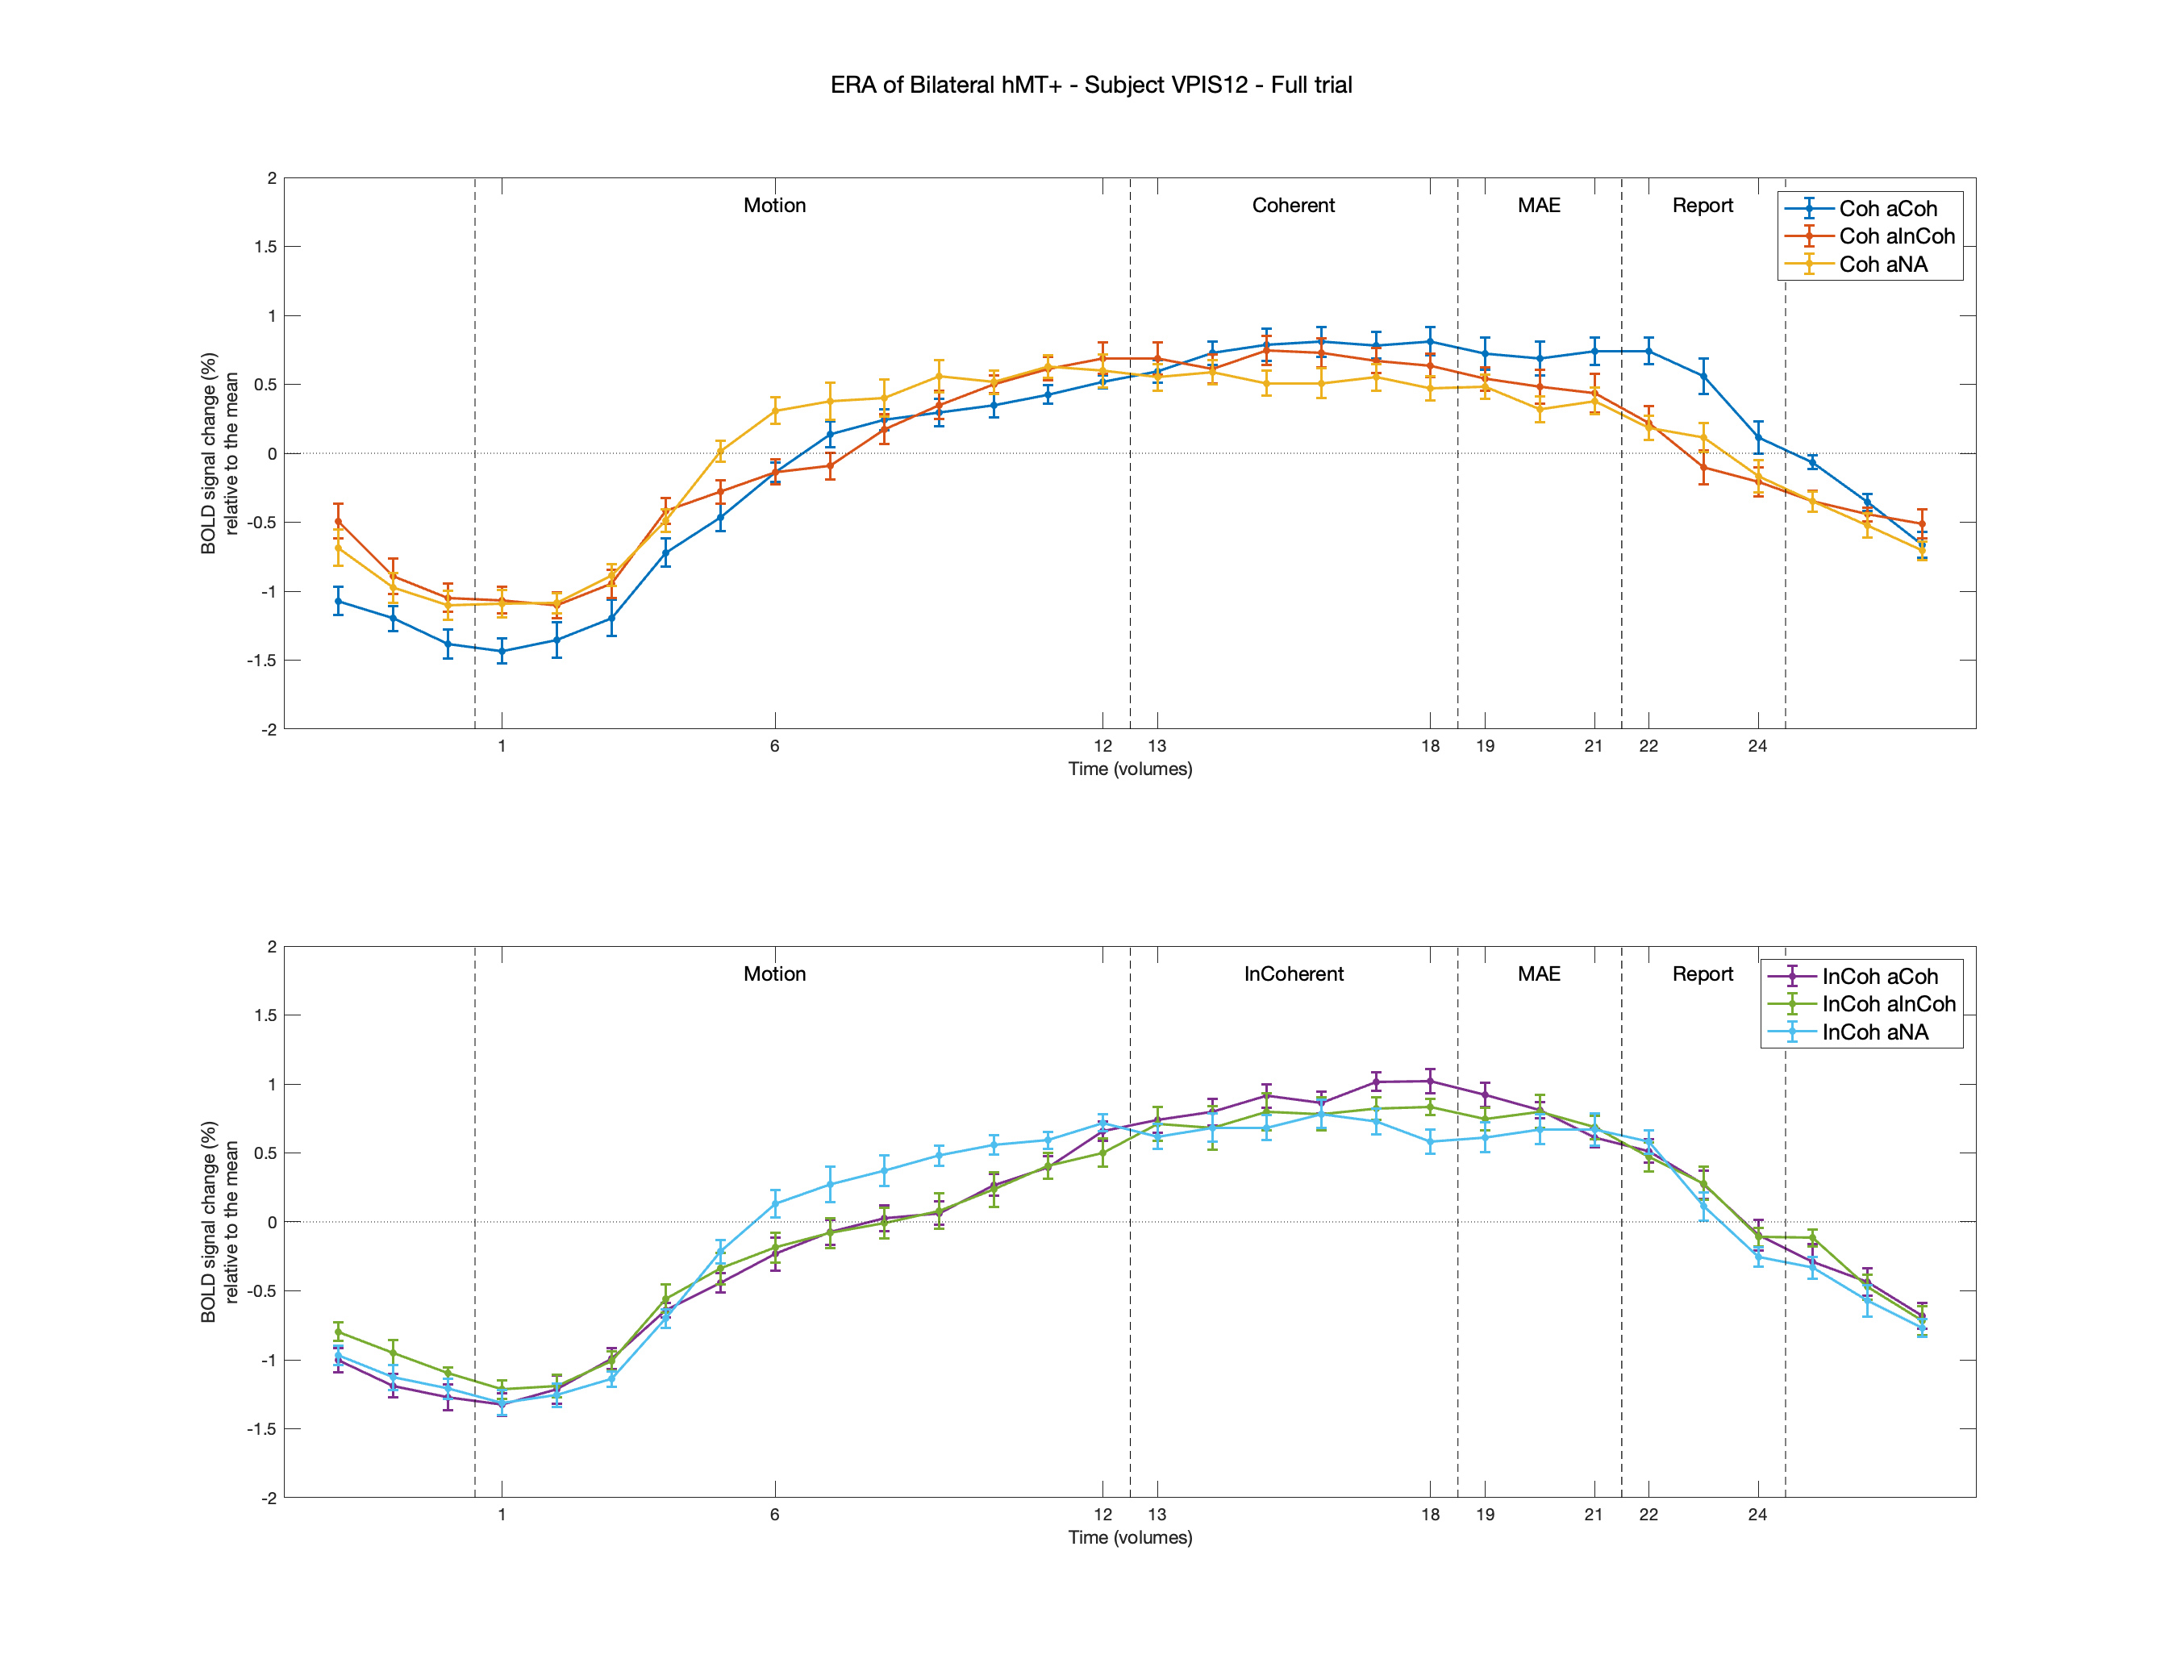 ERA of Bilateral hMT+ - Subject VPIS12 - Full trial
Motion
Coherent
MAE
Report
Coh aCoh
Coh aInCoh
Coh aNA
2
1.5
1
0.5
0
-0.5
-1
-1.5
-2
BOLD signal change (%)
relative to the mean
1
6
12
13
18
19
21
22
24
Time (volumes)
Motion
InCoherent
MAE
Report
InCoh aCoh
InCoh aInCoh
InCoh aNA
2
1.5
1
0.5
0
-0.5
-1
-1.5
-2
BOLD signal change (%)
relative to the mean
1
6
12
13
18
19
21
22
24
Time (volumes)